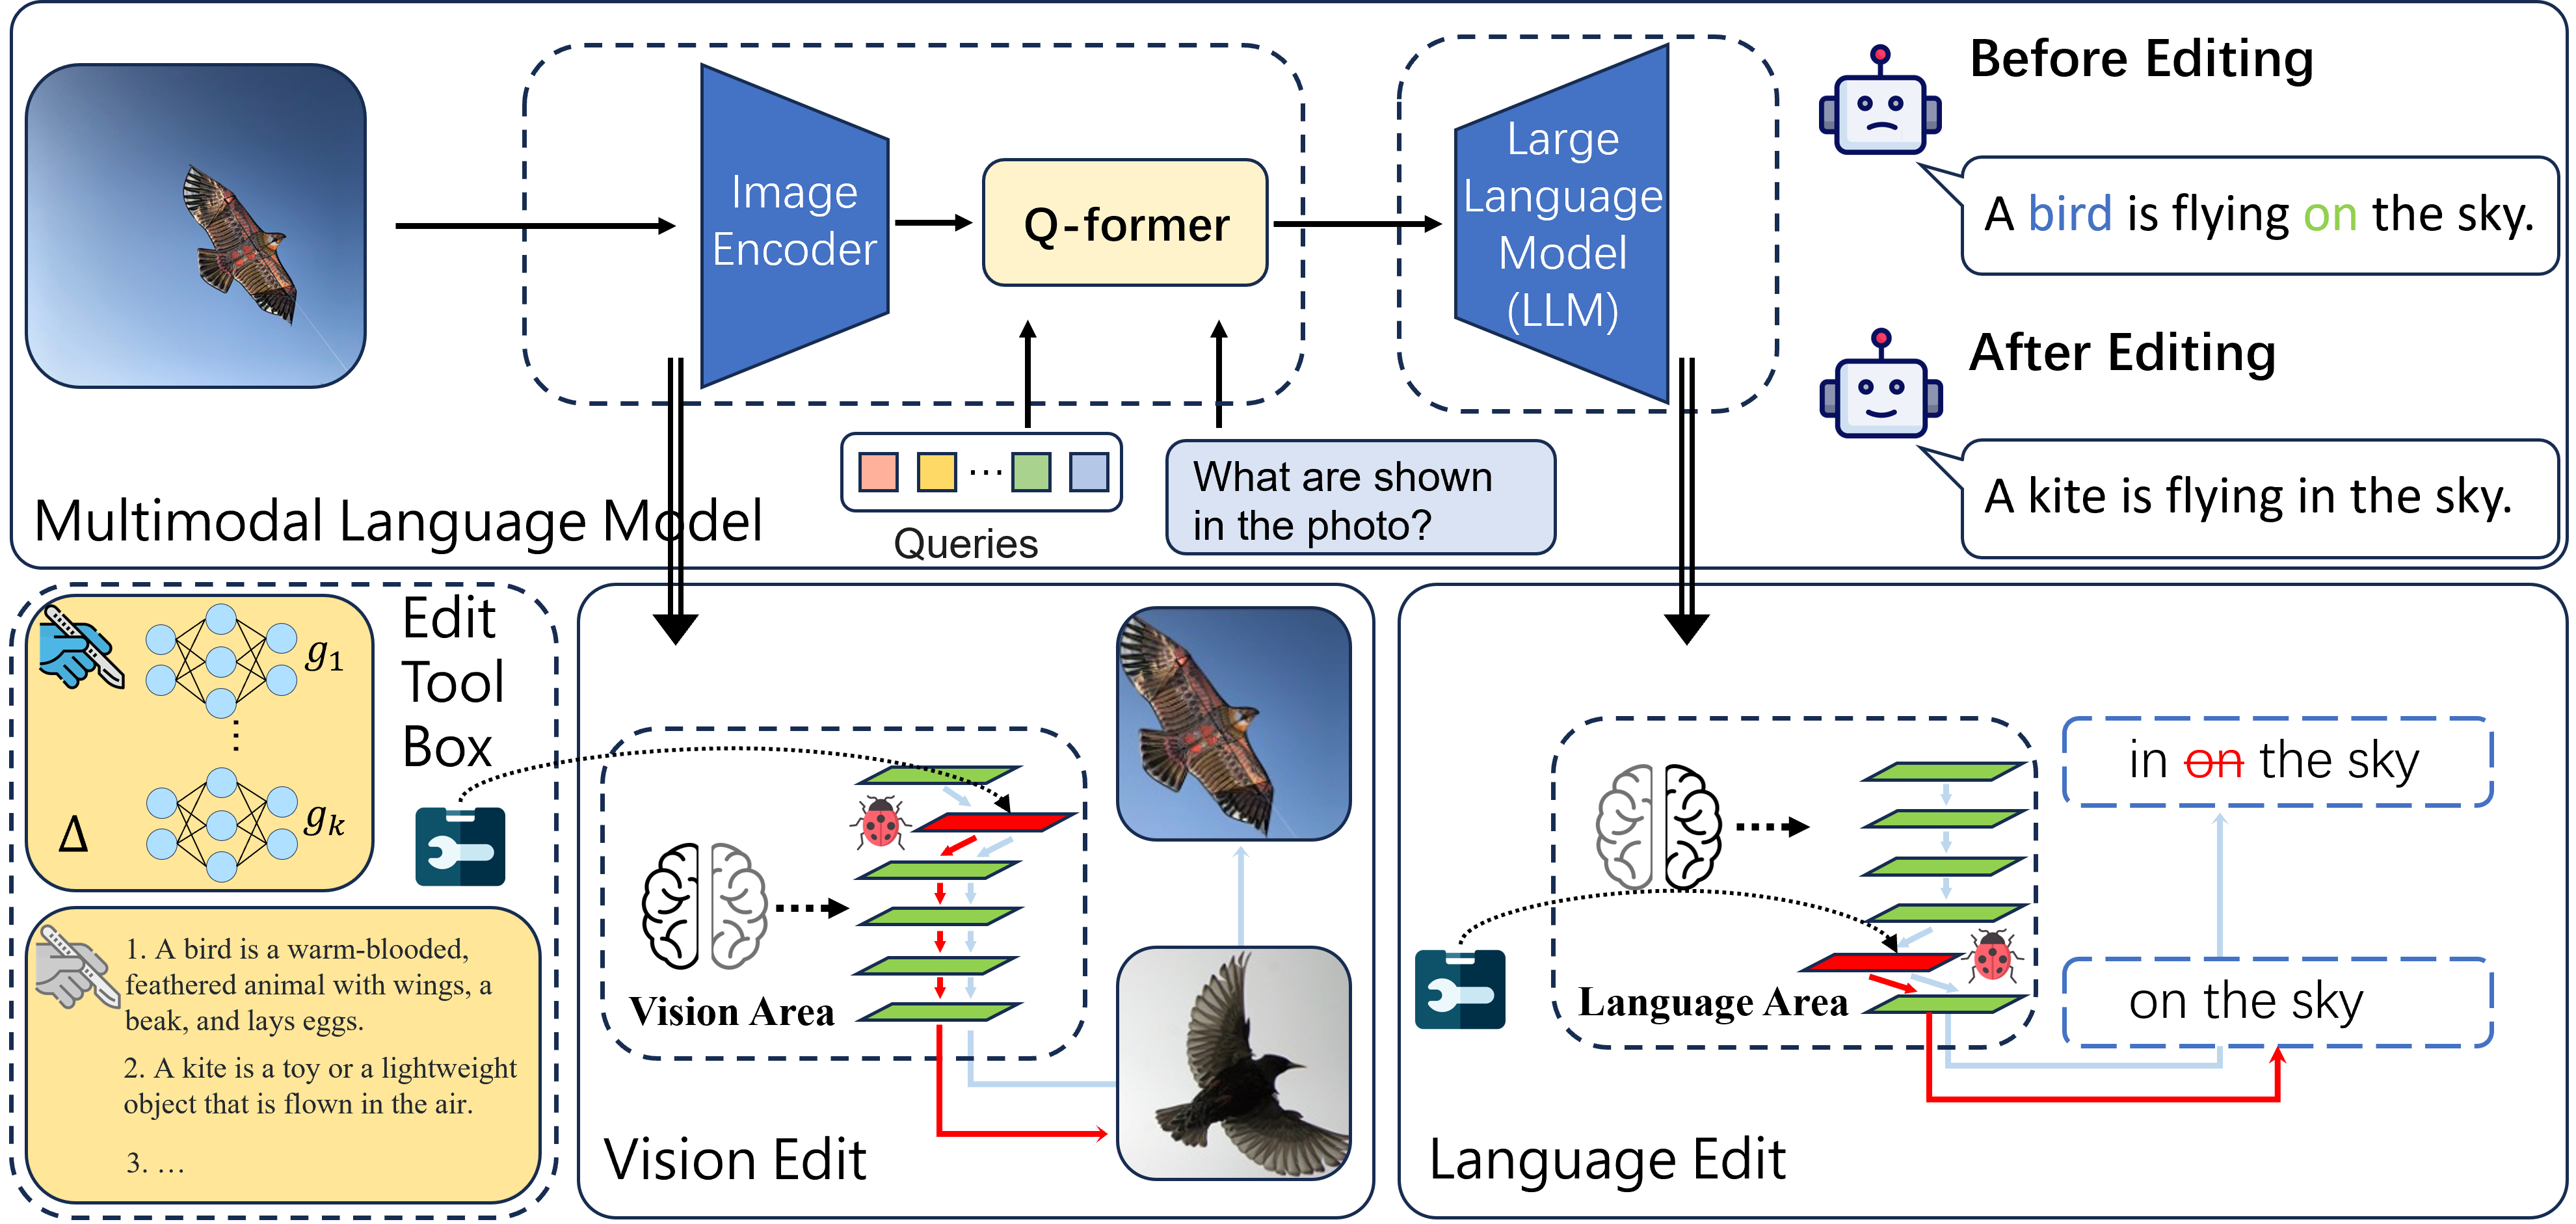 Image
Encoder
Q-former
Large
Language
Model
(LLM)
Before Editing
A bird is flying on the sky.
After Editing
A kite is flying in the sky.
...
Queries
What are shown
in the photo?
Multimodal Language Model
Edit
Tool
Box
g1
⋮
gk
Δ
1. A bird is a warm-blooded,
feathered animal with wings, a
beak, and lays eggs.
2. A kite is a toy or a lightweight
object that is flown in the air.
3. …
Vision Area
Vision Edit
Language Area
in on the sky
on the sky
Language Edit